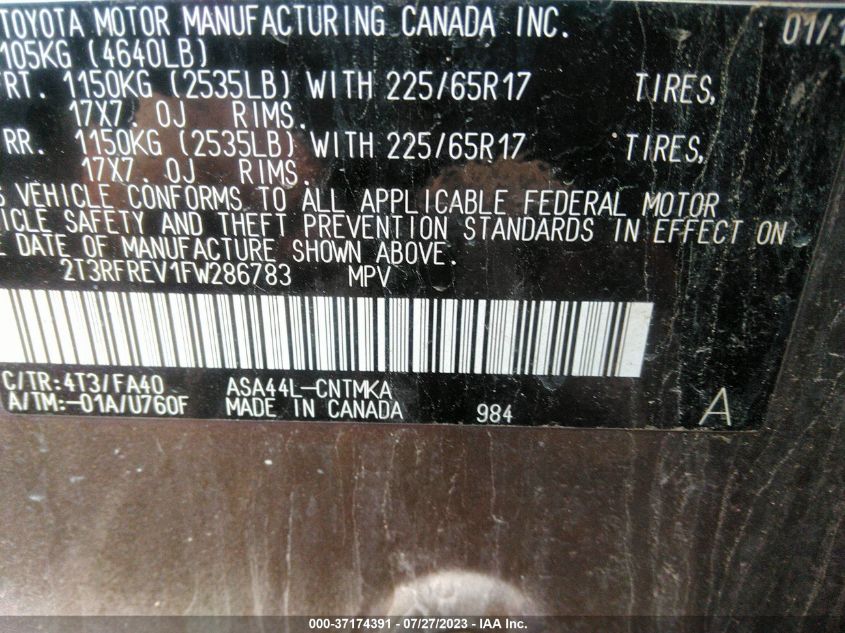 TOYOTA MOTOR MANUFACTURING CANADA INC. 01/1
105KG (4640LB)
FRT. 1150KG (2535LB) WITH 225/65R17 TIRES,
17X7. 0J RIMS.
RR. 1150KG (2535LB) WITH 225/65R17 TIRES,
17X7. 0J RIMS.
S VEHICLE CONFORMS TO ALL APPLICABLE FEDERAL MOTOR
ICLE SAFETY AND THEFT PREVENTION STANDARDS IN EFFECT ON
E DATE OF MANUFACTURE SHOWN ABOVE.
2T3RFREV1FW286783 MPV
C/TR:4T3/FA40 ASA44L-CNTMKA
A/TM:-01A/U760F MADE IN CANADA 984 A
000-37174391 / 07/27/2023 / IAA Inc.